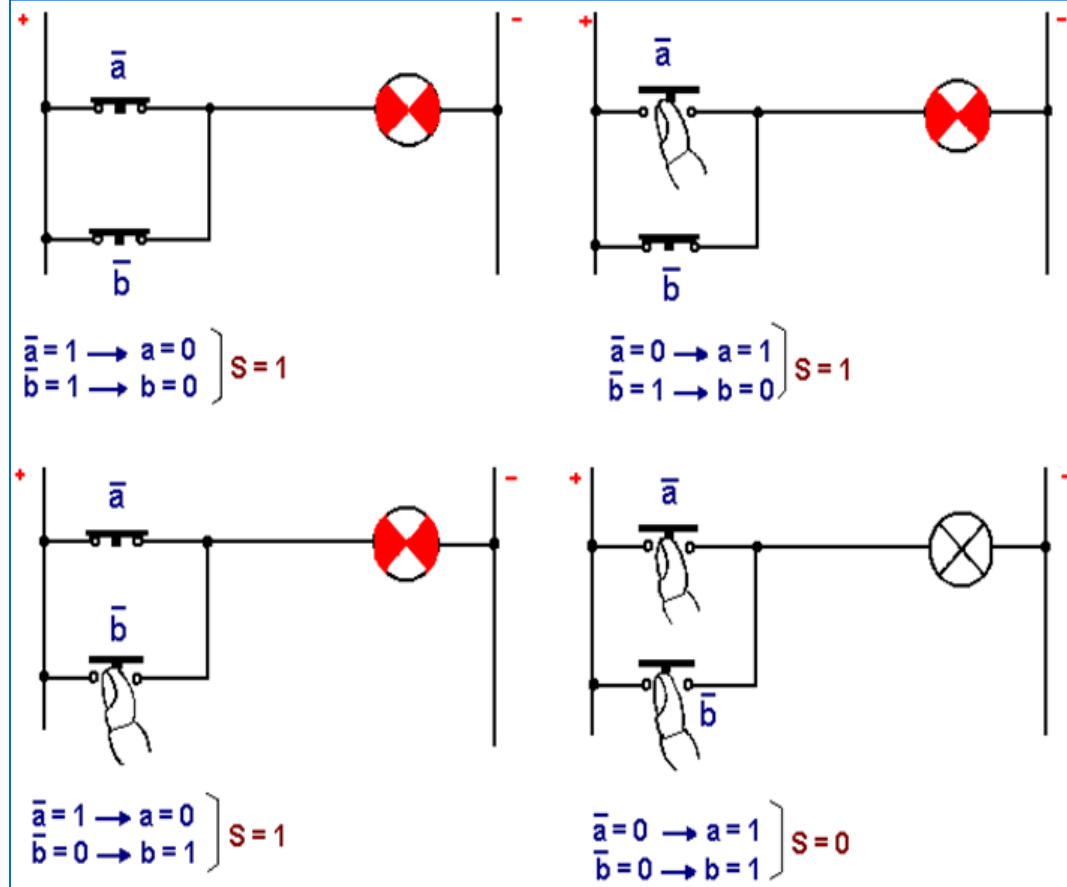 + -
a̅
b̅
a̅ = 1 → a = 0
b̅ = 1 → b = 0
S = 1
+ -
a̅
b̅
a̅ = 0 → a = 1
b̅ = 1 → b = 0
S = 1
+ -
a̅
b̅
a̅ = 1 → a = 0
b̅ = 0 → b = 1
S = 1
+ -
a̅
b̅
a̅ = 0 → a = 1
b̅ = 0 → b = 1
S = 0